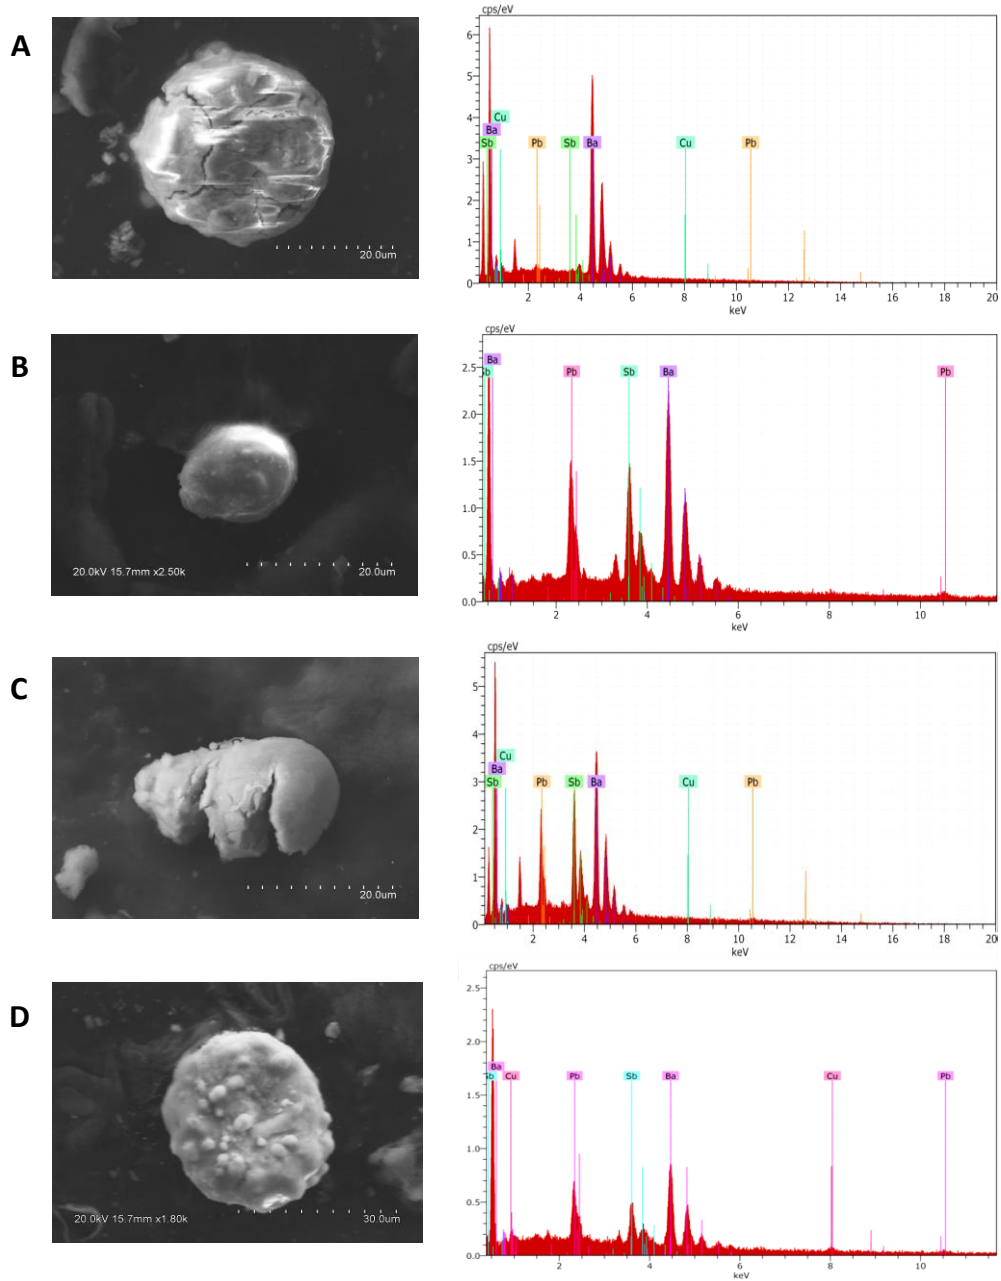 A
20.0um
cps/eV
6
5
4
3
2
1
0
Cu
Ba
Sb
Pb
Sb
Ba
Cu
Pb
2 4 6 8 10 12 14 16 18 20
keV
B
20.0kV 15.7mm x2.50k
20.0um
cps/eV
2.5
2.0
1.5
1.0
0.5
0.0
Ba
Pb
Sb
Ba
Pb
2 4 6 8 10
keV
C
20.0um
cps/eV
5
4
3
2
1
0
Cu
Ba
Sb
Pb
Sb
Ba
Cu
Pb
2 4 6 8 10 12 14 16 18 20
keV
D
20.0kV 15.7mm x1.80k
30.0um
cps/eV
2.5
2.0
1.5
1.0
0.5
0.0
Ba
Cu
Pb
Sb
Ba
Cu
Pb
2 4 6 8 10
keV